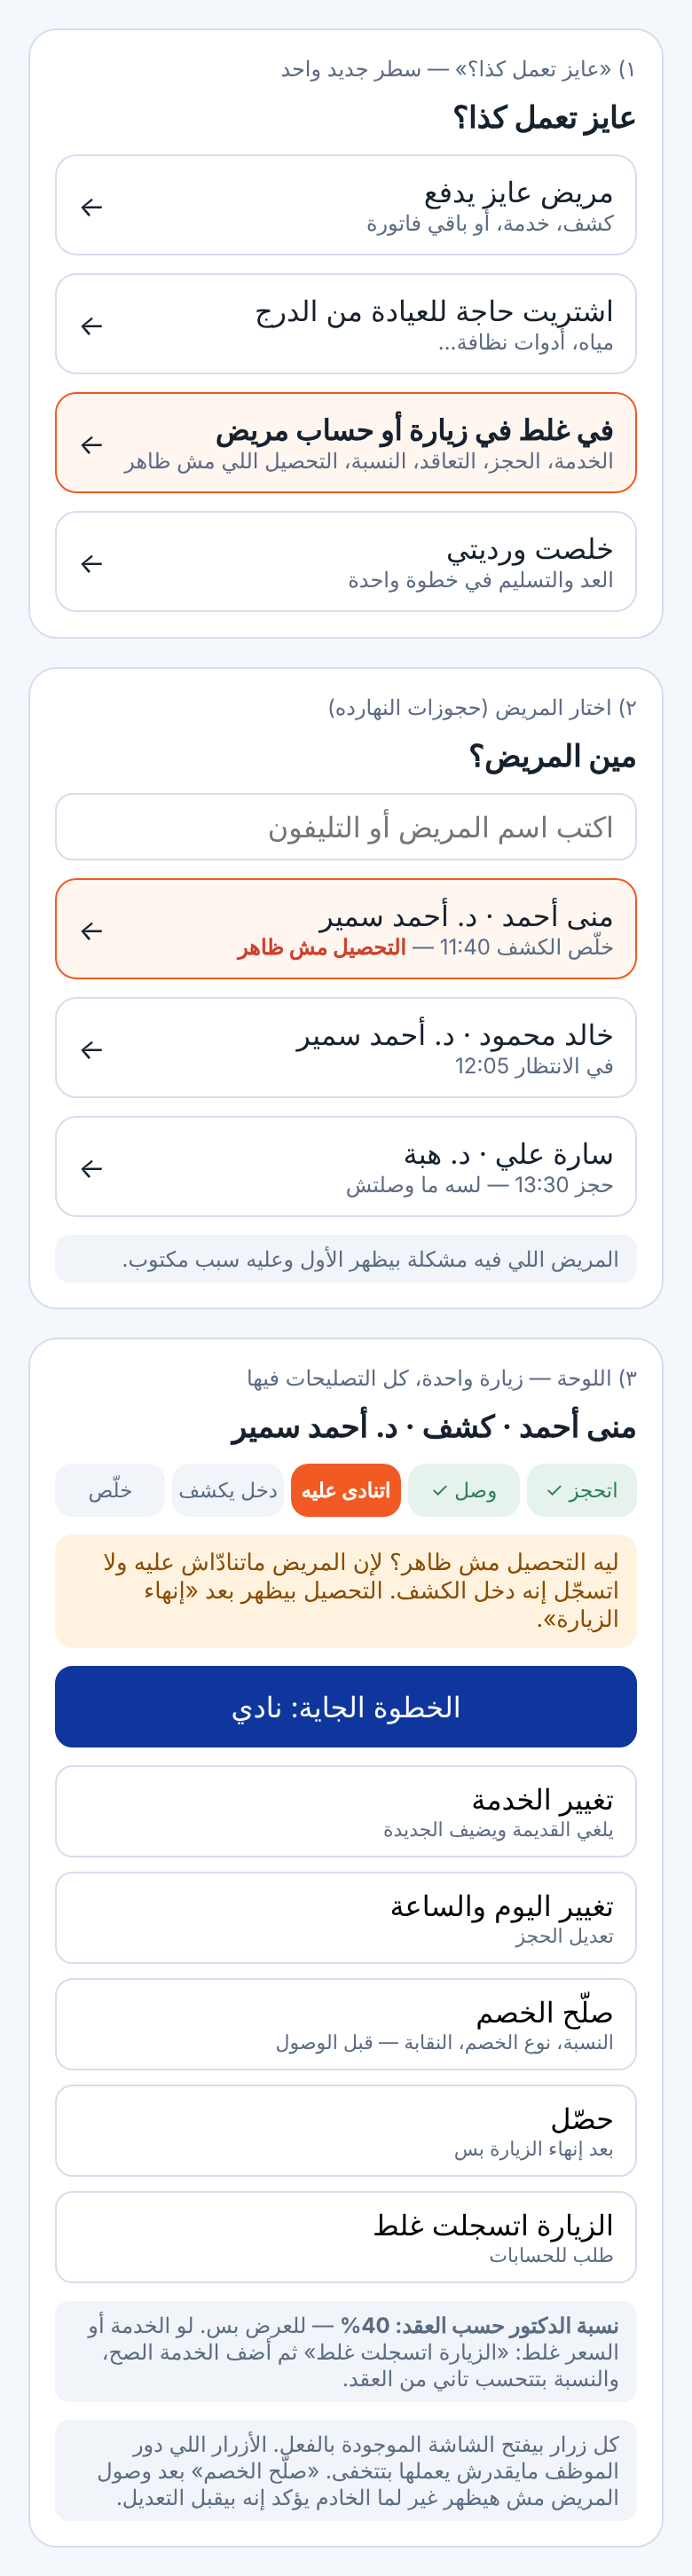 ١) «عايز تعمل كذا؟» — سطر جديد واحد
عايز تعمل كذا؟
مريض عايز يدفع
كشف، خدمة، أو باقي فاتورة
←
اشتريت حاجة للعيادة من الدرج
مياه، أدوات نظافة...
←
في غلط في زيارة أو حساب مريض
الخدمة، الحجز، التعاقد، النسبة، التحصيل اللي مش ظاهر
←
خلصت ورديتي
العد والتسليم في خطوة واحدة
←
٢) اختار المريض (حجوزات النهارده)
مين المريض؟
اكتب اسم المريض أو التليفون
منى أحمد · د. أحمد سمير
خلّص الكشف 11:40 — التحصيل مش ظاهر
←
خالد محمود · د. أحمد سمير
في الانتظار 12:05
←
سارة علي · د. هبة
حجز 13:30 — لسه ما وصلتش
←
المريض اللي فيه مشكلة بيظهر الأول وعليه سبب مكتوب.
٣) اللوحة — زيارة واحدة، كل التصليحات فيها
منى أحمد · كشف · د. أحمد سمير
اتحجز ✓
وصل ✓
اتنادى عليه
دخل يكشف
خلّص
ليه التحصيل مش ظاهر؟ لإن المريض ماتنادّاش عليه ولا
اتسجّل إنه دخل الكشف. التحصيل بيظهر بعد «إنهاء
الزيارة».
الخطوة الجاية: نادي
تغيير الخدمة
يلغي القديمة ويضيف الجديدة
تغيير اليوم والساعة
تعديل الحجز
صلّح الخصم
النسبة، نوع الخصم، النقابة — قبل الوصول
حصّل
بعد إنهاء الزيارة بس
الزيارة اتسجلت غلط
طلب للحسابات
نسبة الدكتور حسب العقد: 40% — للعرض بس. لو الخدمة أو
السعر غلط: «الزيارة اتسجلت غلط» ثم أضف الخدمة الصح،
والنسبة بتتحسب تاني من العقد.
كل زرار بيفتح الشاشة الموجودة بالفعل. الأزرار اللي دور
الموظف مايقدرش يعملها بتتخفى. «صلّح الخصم» بعد وصول
المريض مش هيظهر غير لما الخادم يؤكد إنه بيقبل التعديل.